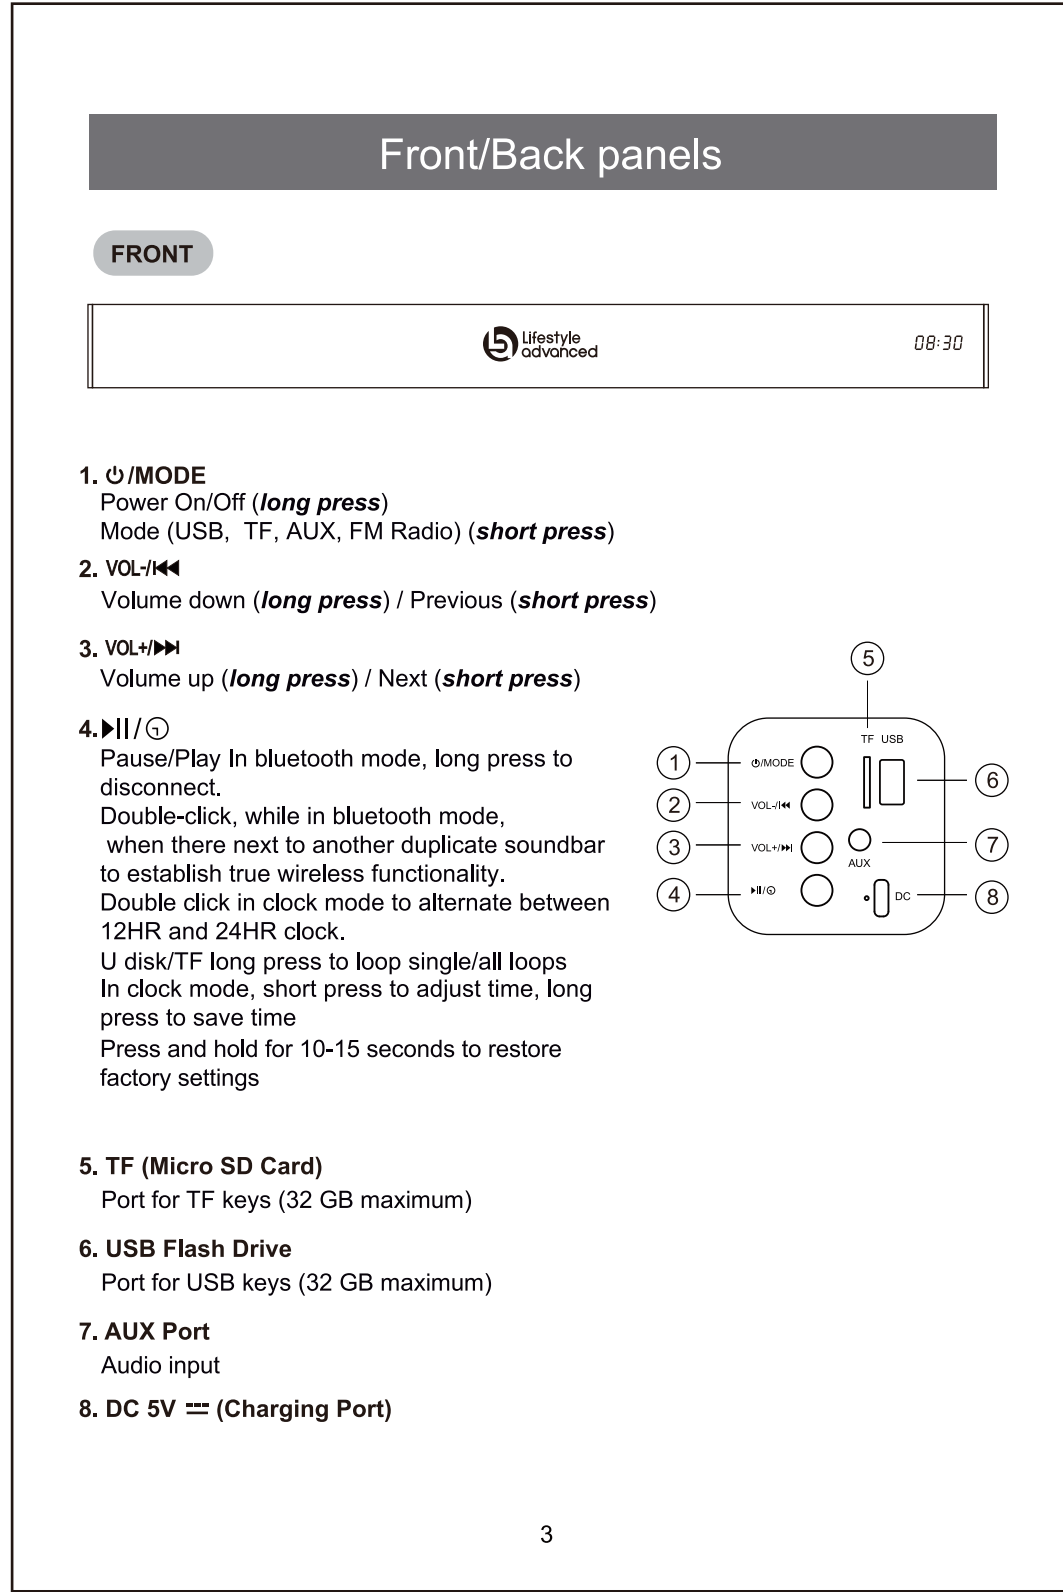 Front/Back panels
FRONT
Lifestyle
advanced
08:30
1. ⏻/MODE
Power On/Off (long press)
Mode (USB, TF, AUX, FM Radio) (short press)
2. VOL-/⏮
Volume down (long press) / Previous (short press)
3. VOL+/⏭
Volume up (long press) / Next (short press)
4. ⏯/🕒
Pause/Play In bluetooth mode, long press to
disconnect.
Double-click, while in bluetooth mode,
when there next to another duplicate soundbar
to establish true wireless functionality.
Double click in clock mode to alternate between
12HR and 24HR clock.
U disk/TF long press to loop single/all loops
In clock mode, short press to adjust time, long
press to save time
Press and hold for 10-15 seconds to restore
factory settings
5
TF USB
1 ⏻/MODE
6
2 VOL-/⏮
3 VOL+/⏭
7
AUX
4 ⏯/🕒
DC 8
5. TF (Micro SD Card)
Port for TF keys (32 GB maximum)
6. USB Flash Drive
Port for USB keys (32 GB maximum)
7. AUX Port
Audio input
8. DC 5V ⎓ (Charging Port)
3